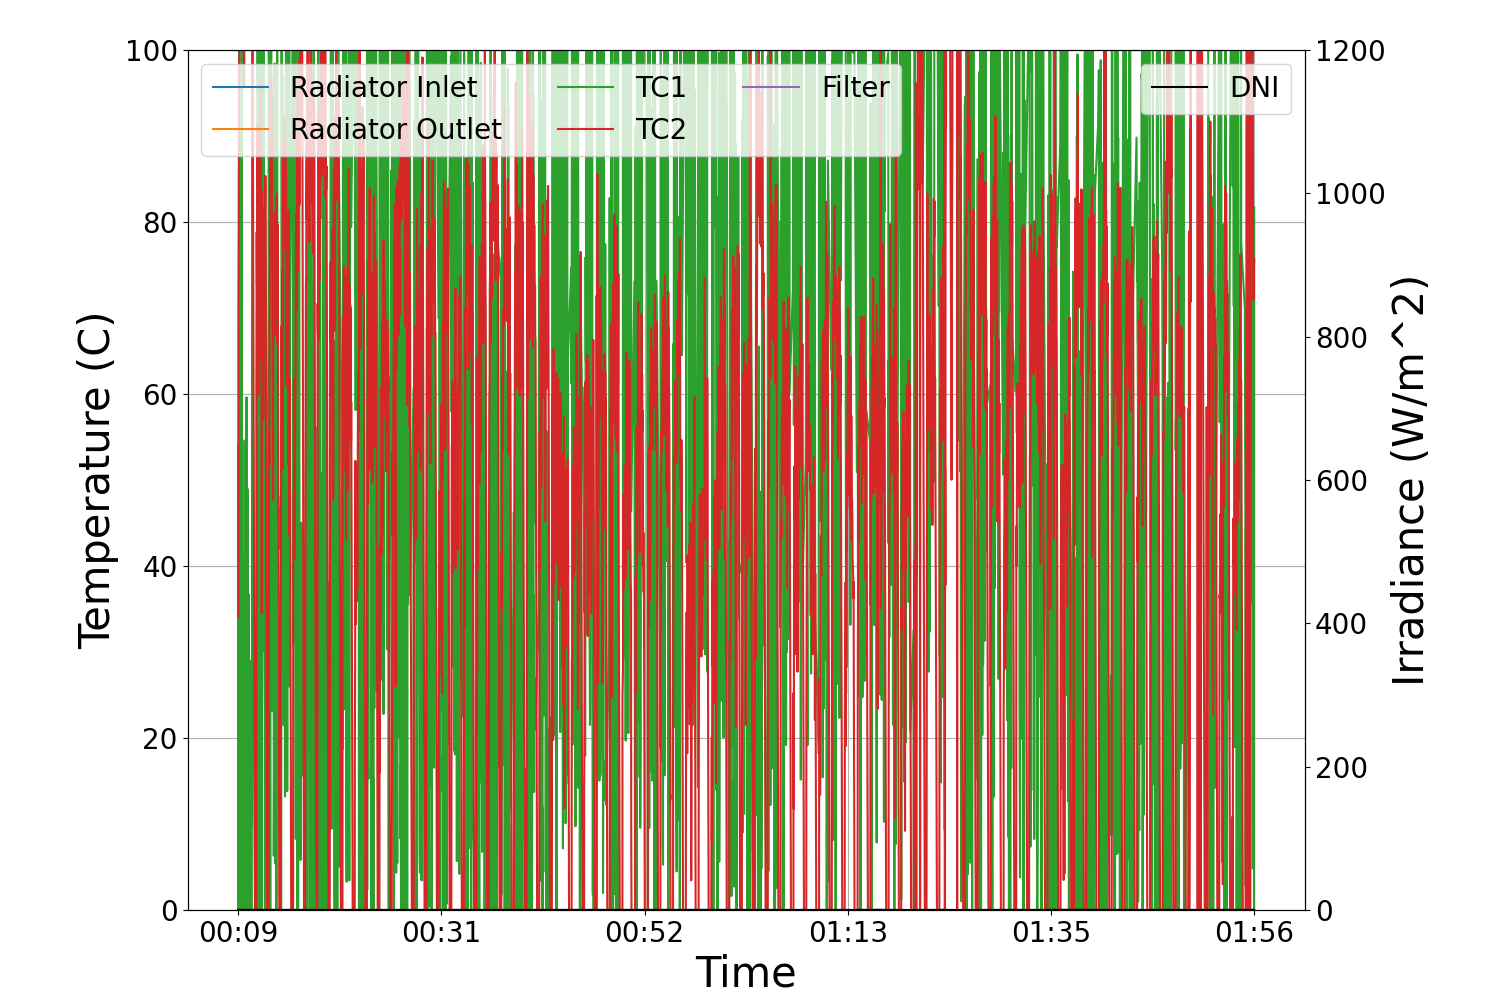 Radiator Inlet
Radiator Outlet
TC1
TC2
Filter
DNI
Temperature (C)
100
80
60
40
20
0
Irradiance (W/m^2)
1200
1000
800
600
400
200
0
00:09 00:31 00:52 01:13 01:35 01:56
Time